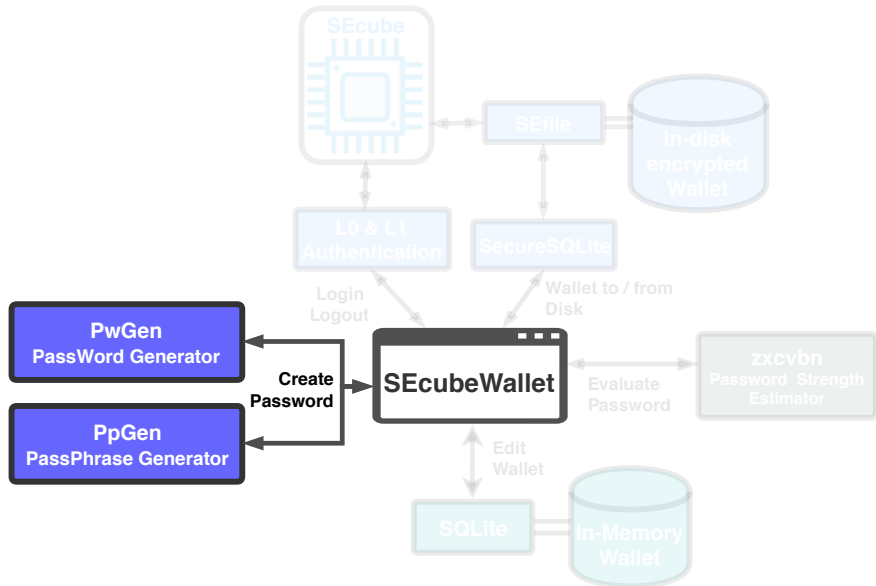 SEcube
SEfile
In-disk
encrypted
Wallet
L0 & L1
Authentication
SecureSQLite
Login
Logout
Wallet to / from
Disk
PwGen
PassWord Generator
Create
Password
SEcubeWallet
Evaluate
Password
zxcvbn
Password Strength
Estimator
PpGen
PassPhrase Generator
Edit
Wallet
SQLite
In-Memory
Wallet